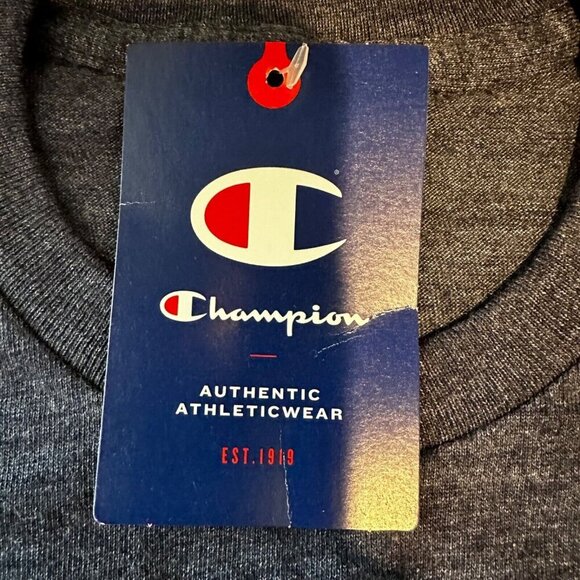 Champion
AUTHENTIC
ATHLETICWEAR
EST.1919